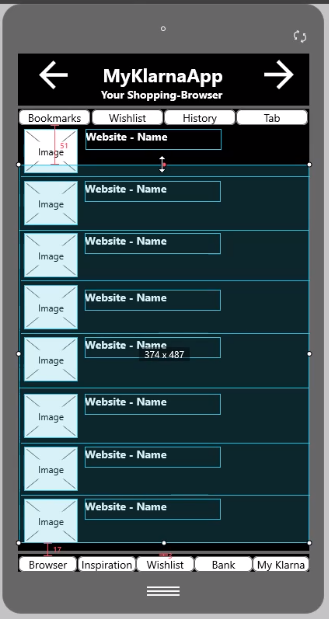 MyKlarnaApp
Your Shopping-Browser
Bookmarks Wishlist History Tab
Website - Name
Image
51
Website - Name
Image
Website - Name
Image
Website - Name
Image
Website - Name
374 x 487
Image
Website - Name
Image
Website - Name
Image
Website - Name
Image
17
Browser Inspiration Wishlist Bank My Klarna